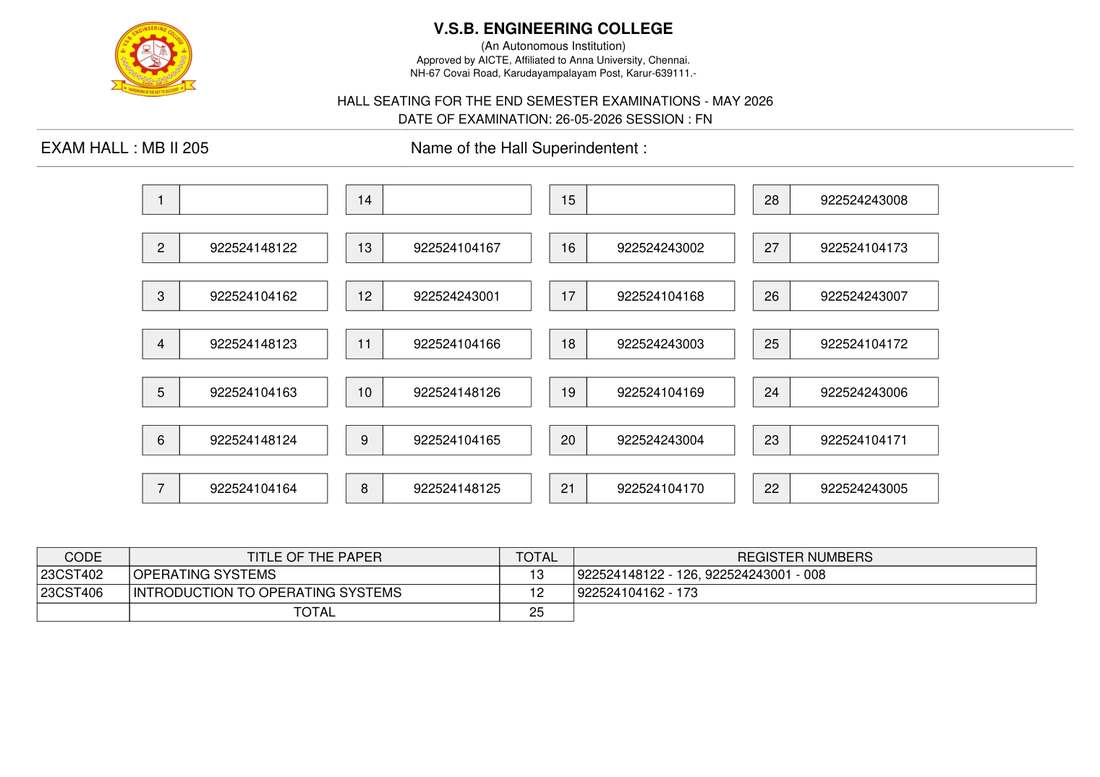 V.S.B. ENGINEERING COLLEGE
(An Autonomous Institution)
Approved by AICTE, Affiliated to Anna University, Chennai.
NH-67 Covai Road, Karudayampalayam Post, Karur-639111.-
HALL SEATING FOR THE END SEMESTER EXAMINATIONS - MAY 2026
DATE OF EXAMINATION: 26-05-2026 SESSION : FN
EXAM HALL : MB II 205 Name of the Hall Superindentent :
1 14 15 28 922524243008
2 922524148122 13 922524104167 16 922524243002 27 922524104173
3 922524104162 12 922524243001 17 922524104168 26 922524243007
4 922524148123 11 922524104166 18 922524243003 25 922524104172
5 922524104163 10 922524148126 19 922524104169 24 922524243006
6 922524148124 9 922524104165 20 922524243004 23 922524104171
7 922524104164 8 922524148125 21 922524104170 22 922524243005
CODE TITLE OF THE PAPER TOTAL REGISTER NUMBERS
23CST402 OPERATING SYSTEMS 13 922524148122 - 126, 922524243001 - 008
23CST406 INTRODUCTION TO OPERATING SYSTEMS 12 922524104162 - 173
TOTAL 25